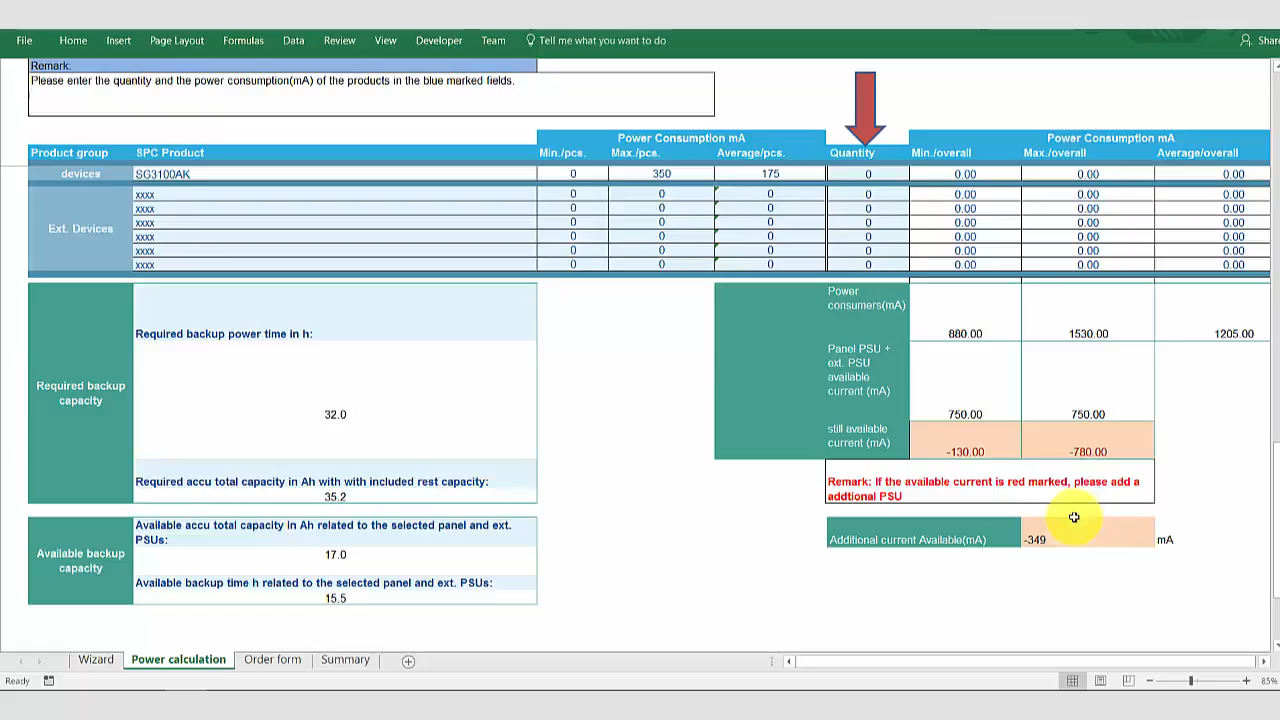 File Home Insert Page Layout Formulas Data Review View Developer Team Tell me what you want to do Share
Remark:
Please enter the quantity and the power consumption(mA) of the products in the blue marked fields.
Power Consumption mA Power Consumption mA
Product group SPC Product Min./pcs. Max./pcs. Average/pcs. Quantity Min./overall Max./overall Average/overall
devices SG3100AK 0 350 175 0 0.00 0.00 0.00
Ext. Devices
xxxx 0 0 0 0 0.00 0.00 0.00
xxxx 0 0 0 0 0.00 0.00 0.00
xxxx 0 0 0 0 0.00 0.00 0.00
xxxx 0 0 0 0 0.00 0.00 0.00
xxxx 0 0 0 0 0.00 0.00 0.00
xxxx 0 0 0 0 0.00 0.00 0.00
Required backup
capacity
Required backup power time in h:
32.0
Required accu total capacity in Ah with with included rest capacity:
35.2
Power
consumers(mA)
880.00 1530.00 1205.00
Panel PSU +
ext. PSU
available
current (mA)
750.00 750.00
still available
current (mA)
-130.00 -780.00
Remark: If the available current is red marked, please add a
addtional PSU
Available backup
capacity
Available accu total capacity in Ah related to the selected panel and ext.
PSUs:
17.0
Available backup time h related to the selected panel and ext. PSUs:
15.5
Additional current Available(mA) -349 mA
Wizard Power calculation Order form Summary
Ready 85%